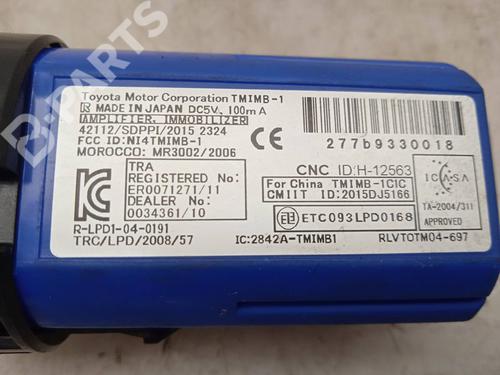 Toyota Motor Corporation TMIMB-1
R MADE IN JAPAN DC5V, 100mA
AMPLIFIER, IMMOBILIZER
42112/SDPPI/2015 2324
FCC ID:NI4TMIMB-1
MOROCCO: MR3002/2006
CE
277b9330018
TRA
REGISTERED No:
ER0071271/11
DEALER No:
0034361/10
CNC ID:H-12563
For China TMIMB-1CIC
CMIIT ID:2015DJ5166
ETC093LPD0168
ICASA
TA-2004/311
APPROVED
R-LPD1-04-0191
TRC/LPD/2008/57
IC:2842A-TMIMB1
RLVTOTM04-697
B-PARTS